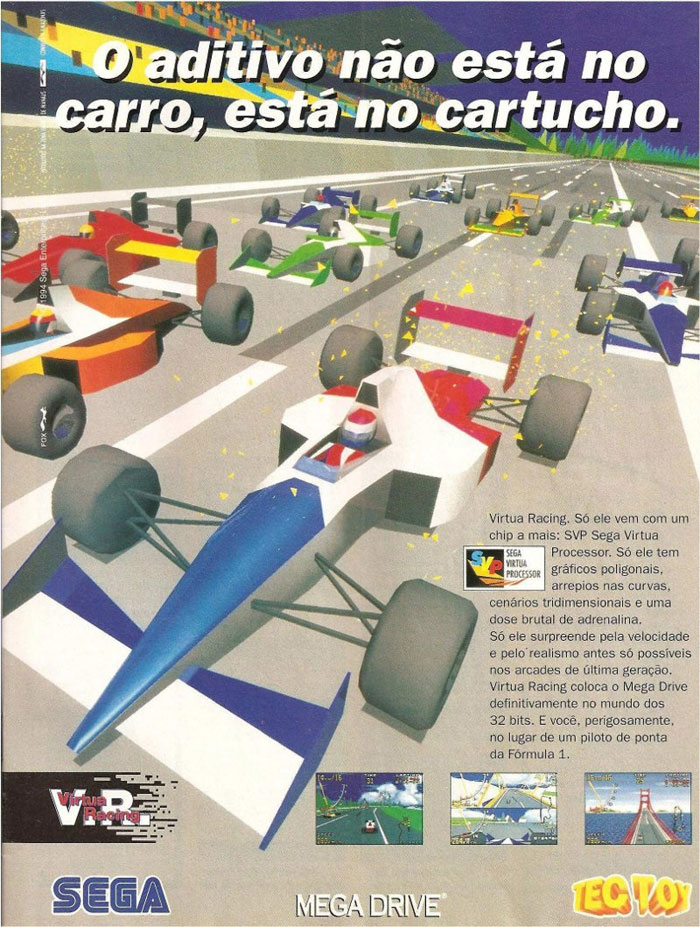 O aditivo não está no
carro, está no cartucho.
1994 Sega Enter
FOX
Virtua Racing. Só ele vem com um
chip a mais: SVP Sega Virtua
Processor. Só ele tem
gráficos poligonais,
arrepios nas curvas,
cenários tridimensionais e uma
dose brutal de adrenalina.
Só ele surpreende pela velocidade
e pelo realismo antes só possíveis
nos arcades de última geração.
Virtua Racing coloca o Mega Drive
definitivamente no mundo dos
32 bits. E você, perigosamente,
no lugar de um piloto de ponta
da Fórmula 1.
SVP
SEGA
VIRTUA
PROCESSOR
V.R.
Virtua
Racing
SEGA
MEGA DRIVE
TEC TOY